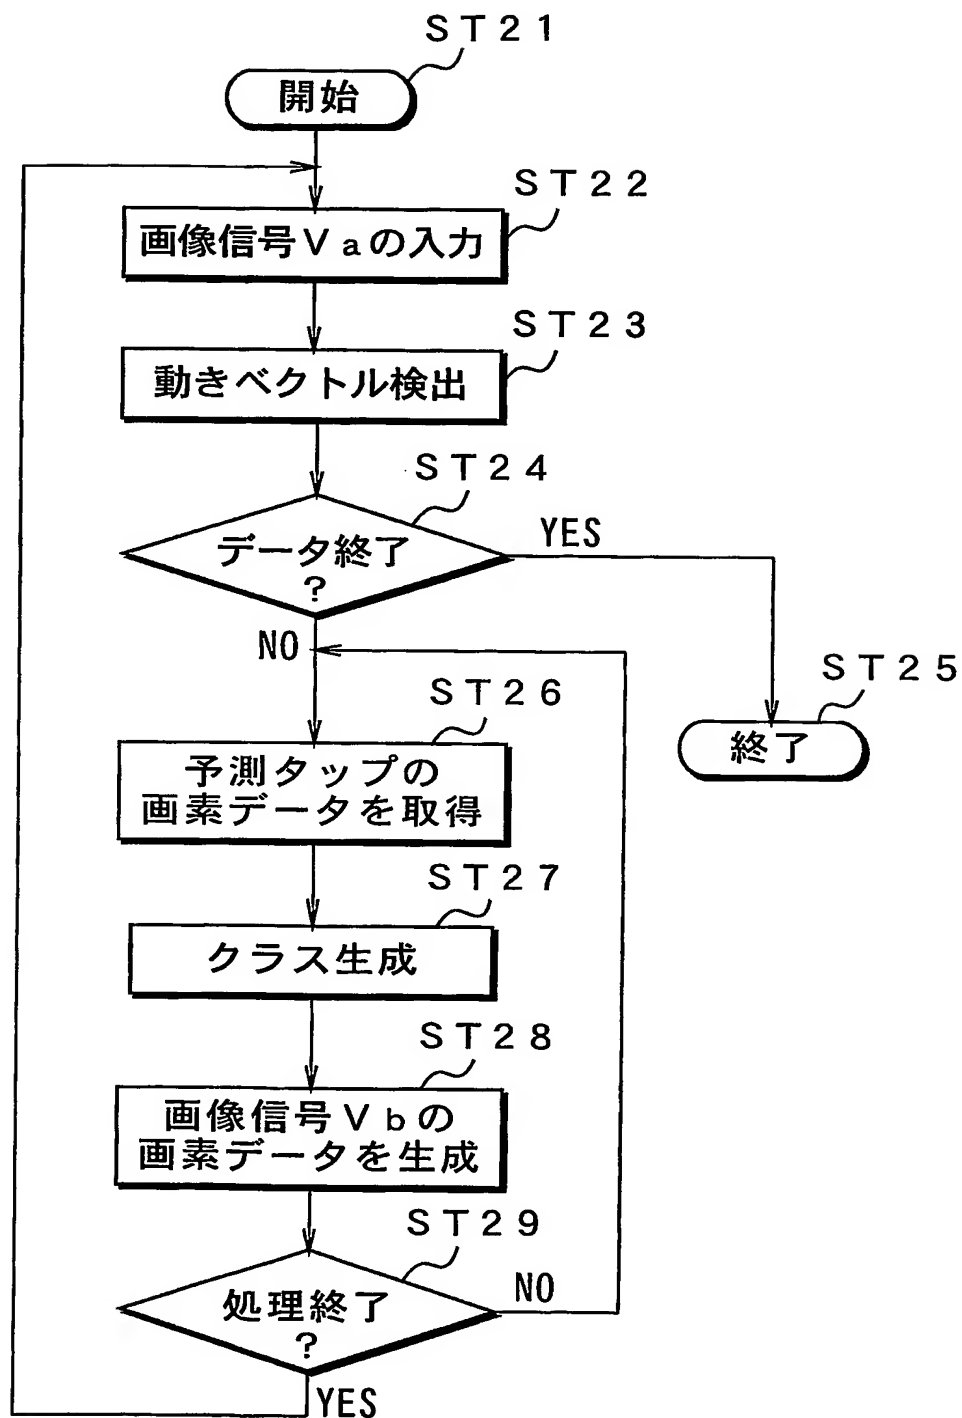 ST21
開始
ST22
画像信号Vaの入力
ST23
動きベクトル検出
ST24
データ終了
?
YES
NO
ST25
終了
ST26
予測タップの
画素データを取得
ST27
クラス生成
ST28
画像信号Vbの
画素データを生成
ST29
処理終了
?
NO
YES